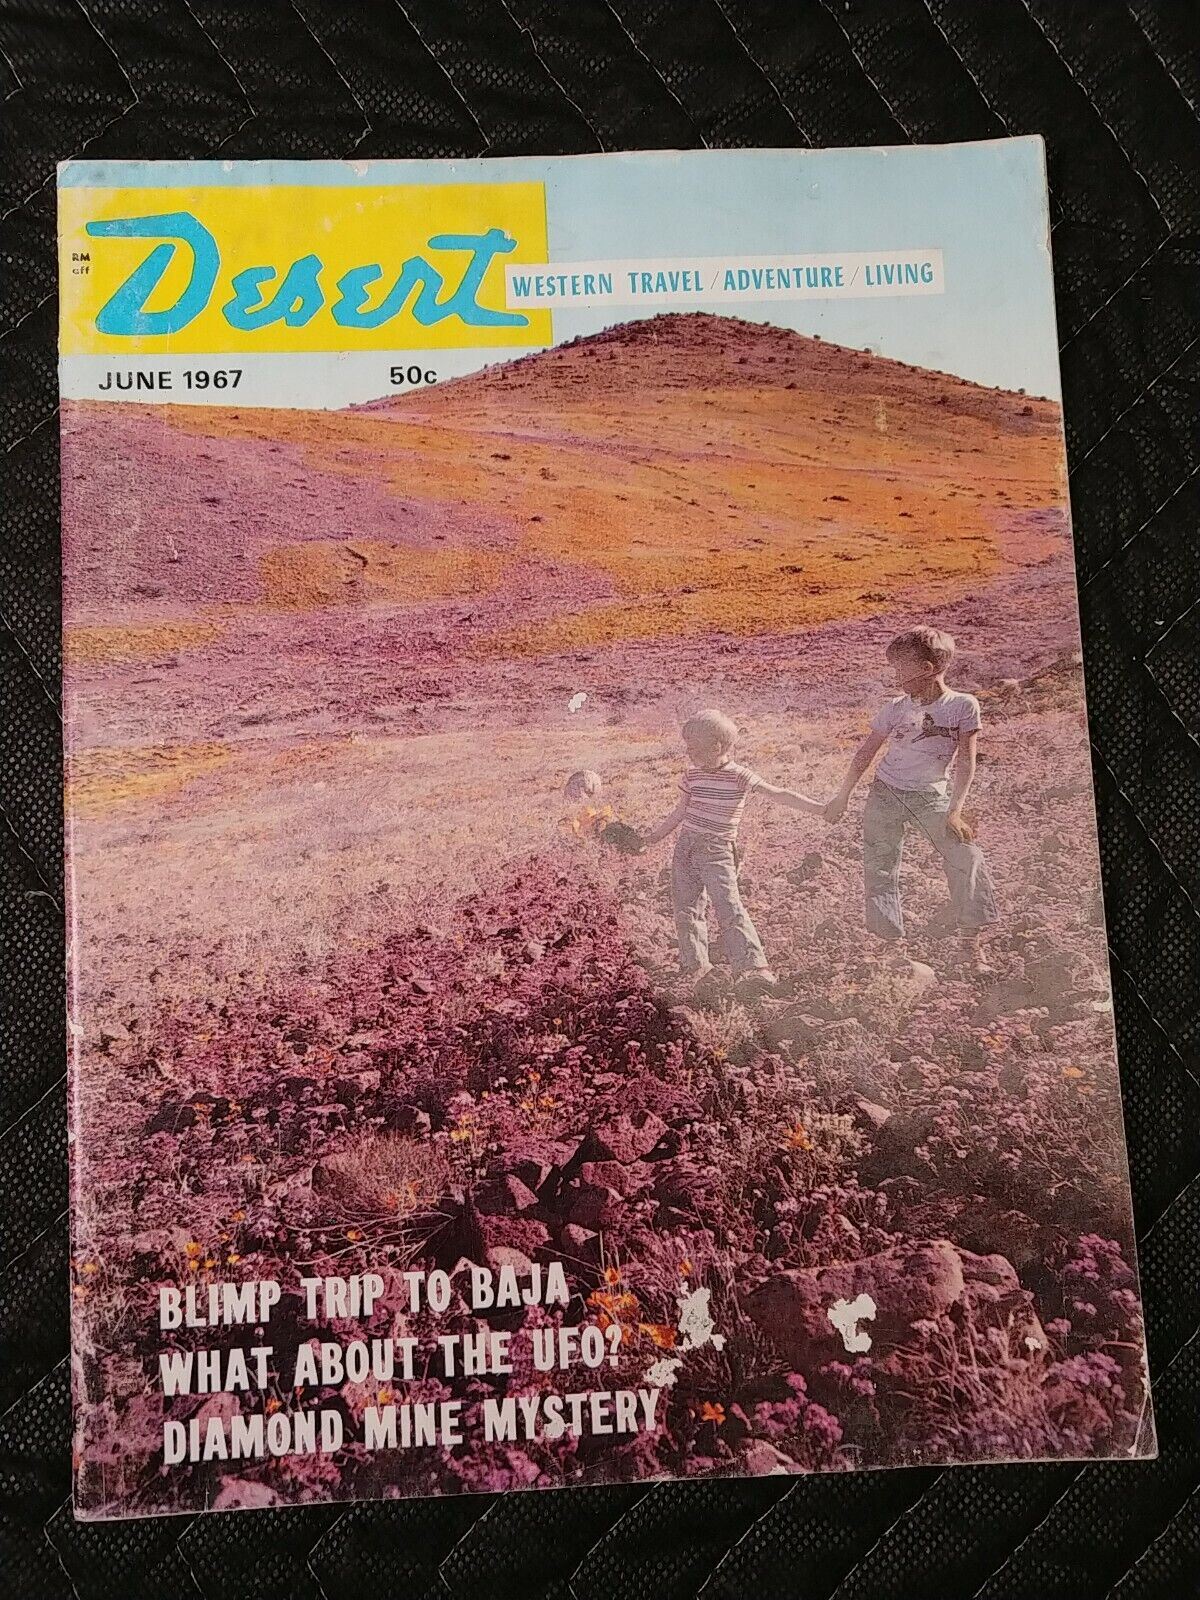 RM
Off
Desert
WESTERN TRAVEL / ADVENTURE / LIVING
JUNE 1967 50c
BLIMP TRIP TO BAJA
WHAT ABOUT THE UFO?
DIAMOND MINE MYSTERY